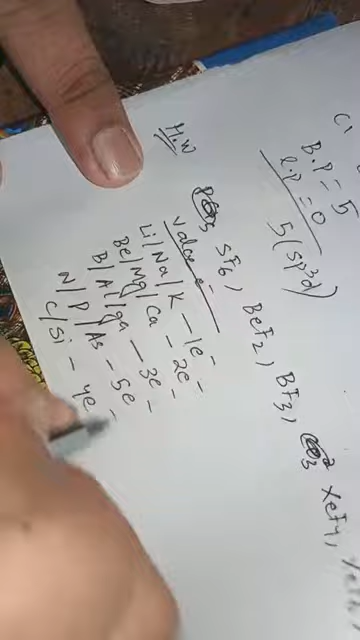 Cl
B.P = 5
l.P = 0
5 (sp³d)
H.W
SF6, BeF2, BF3, XeF4,
Valance e-
Li/Na/K — 1e-
Be/Mg/Ca — 2e-
B/Al/ga — 3e-
N/P/As — 5e-
C/Si — 4e-